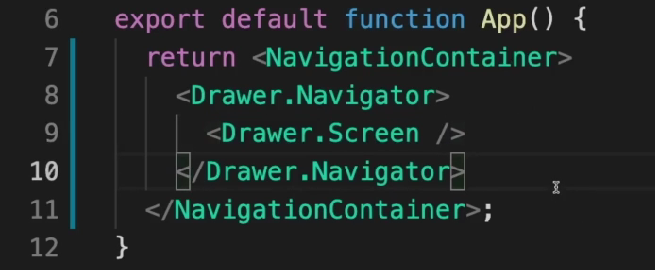 6 export default function App() {
7 return <NavigationContainer>
8 <Drawer.Navigator>
9 <Drawer.Screen />
10 </Drawer.Navigator>
11 </NavigationContainer>;
12 }